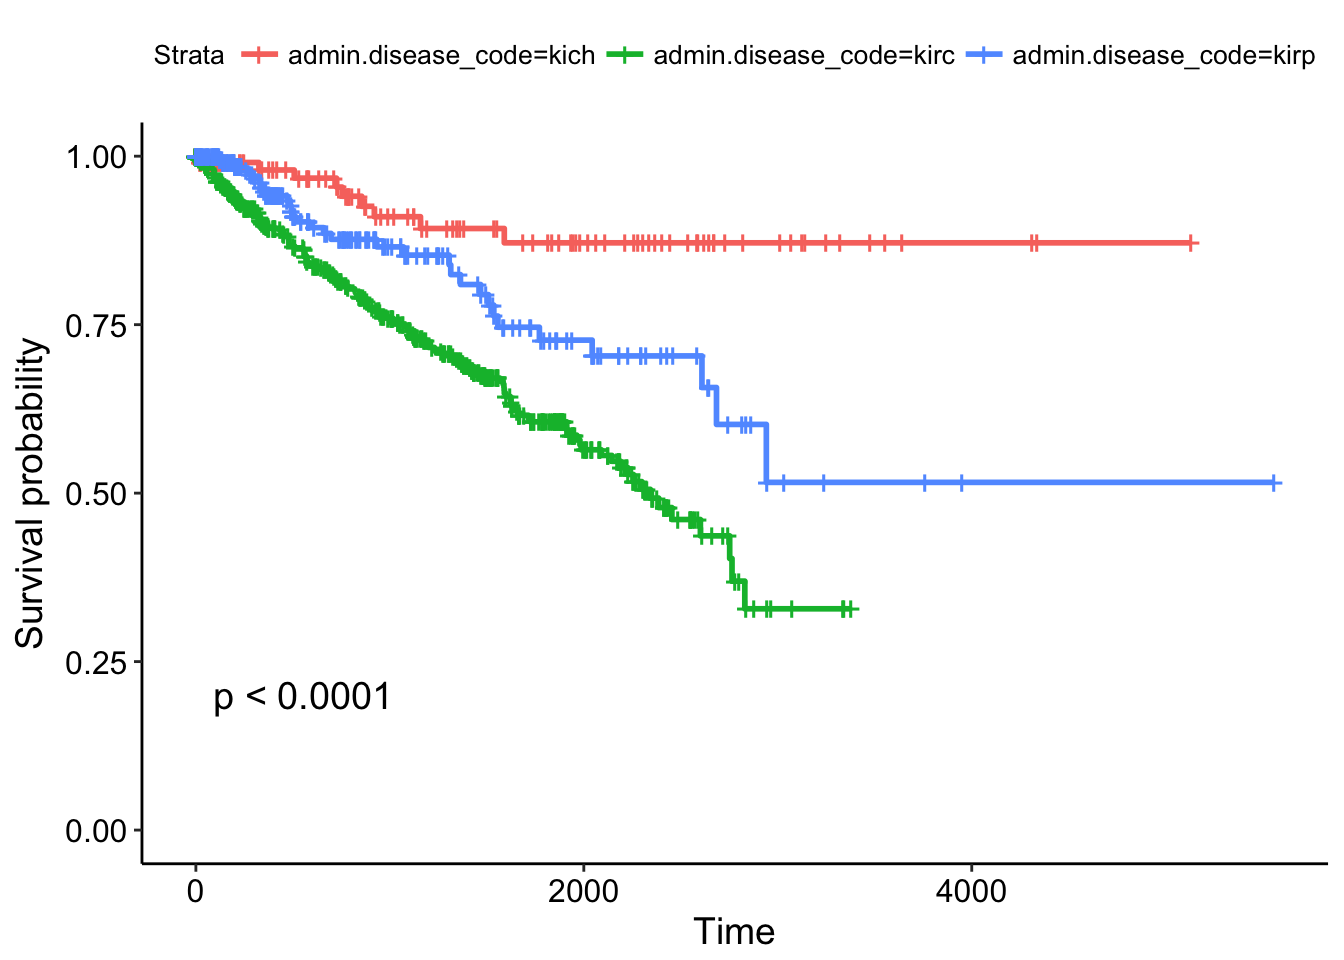 Strata admin.disease_code=kich admin.disease_code=kirc admin.disease_code=kirp
1.00
0.75
0.50
0.25
0.00
Survival probability
p < 0.0001
0 2000 4000
Time